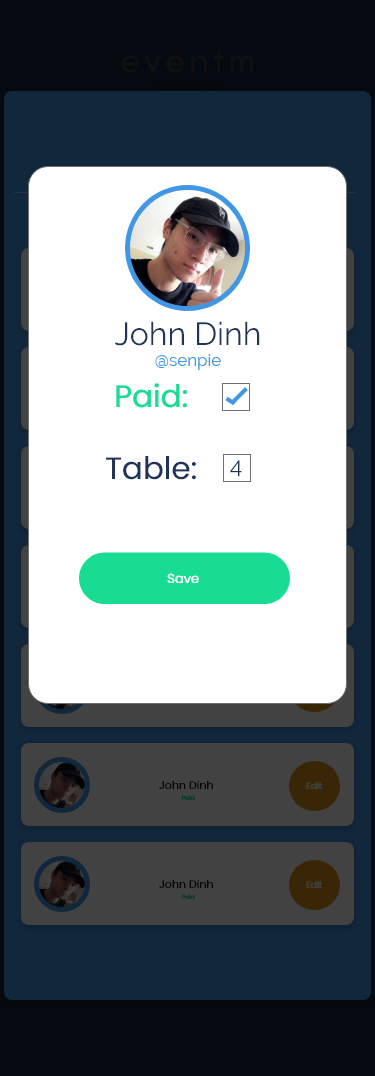 eventm
John Dinh
@senpie
Paid:
Table: 4
Save
John Dinh
Paid
Edit
John Dinh
Paid
Edit